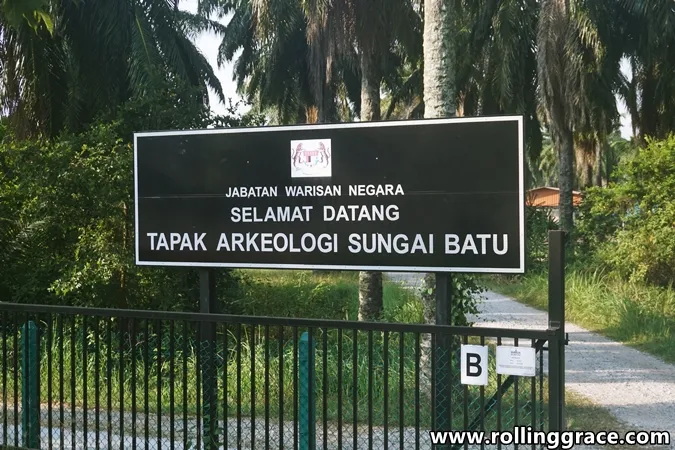 JABATAN WARISAN NEGARA
SELAMAT DATANG
TAPAK ARKEOLOGI SUNGAI BATU
B
www.rollinggrace.com